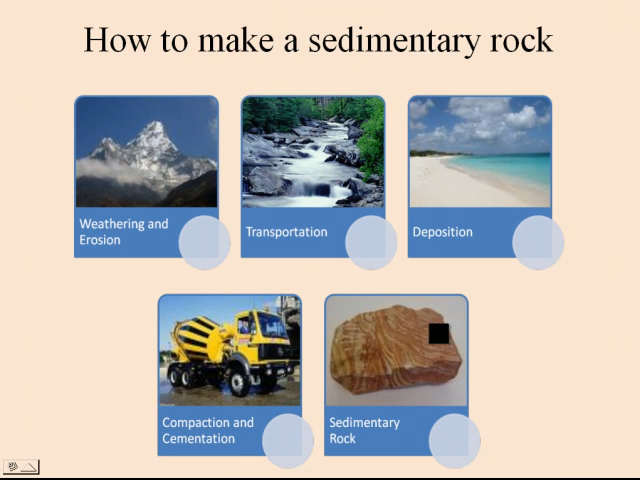 How to make a sedimentary rock
Weathering and
Erosion
Transportation
Deposition
Compaction and
Cementation
Sedimentary
Rock